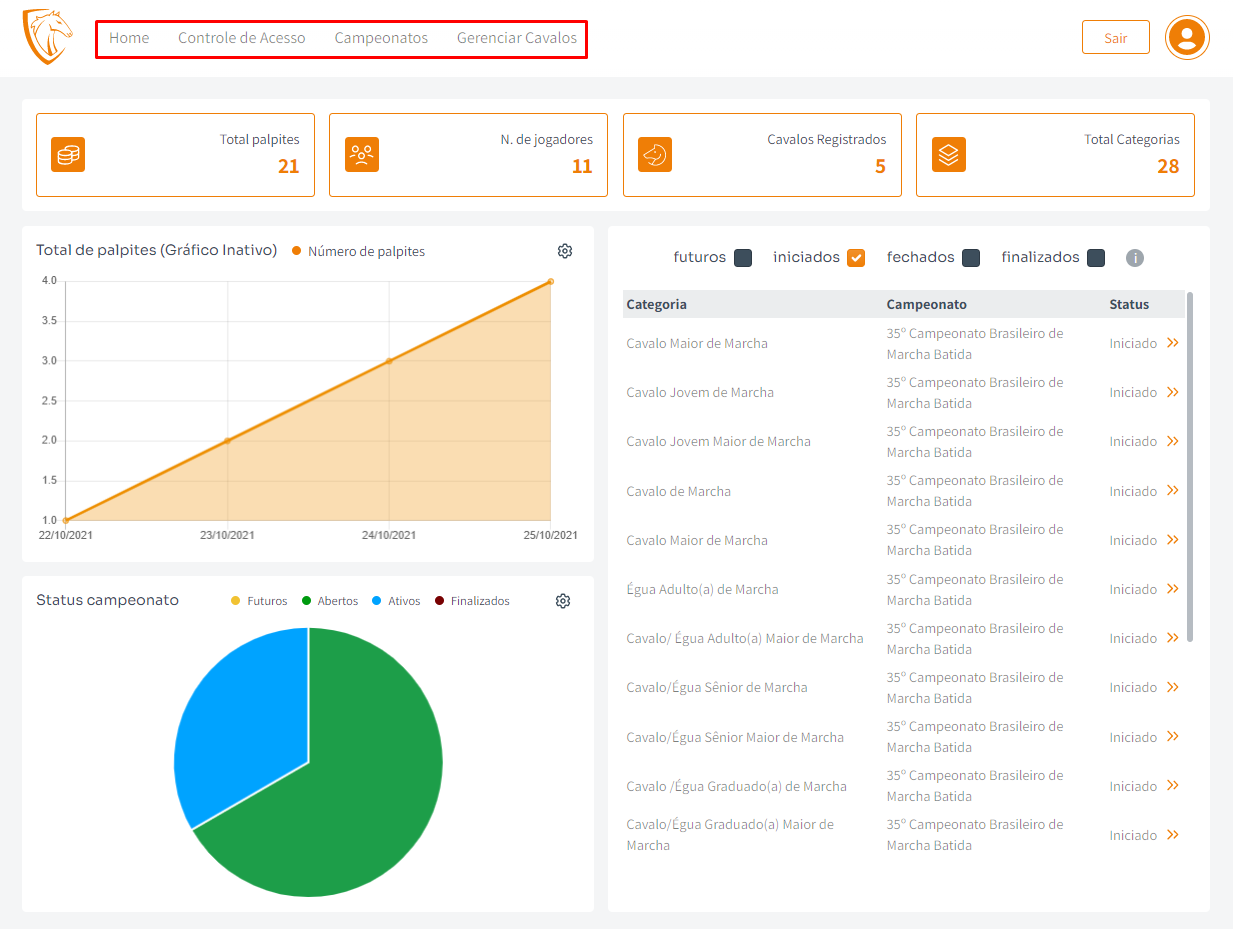 Home Controle de Acesso Campeonatos Gerenciar Cavalos
Sair
Total palpites
21
N. de jogadores
11
Cavalos Registrados
5
Total Categorias
28
Total de palpites (Gráfico Inativo) Número de palpites
4.0
3.5
3.0
2.5
2.0
1.5
1.0
22/10/2021 23/10/2021 24/10/2021 25/10/2021
Status campeonato Futuros Abertos Ativos Finalizados
futuros iniciados fechados finalizados i
Categoria Campeonato Status
Cavalo Maior de Marcha 35º Campeonato Brasileiro de
Marcha Batida Iniciado
Cavalo Jovem de Marcha 35º Campeonato Brasileiro de
Marcha Batida Iniciado
Cavalo Jovem Maior de Marcha 35º Campeonato Brasileiro de
Marcha Batida Iniciado
Cavalo de Marcha 35º Campeonato Brasileiro de
Marcha Batida Iniciado
Cavalo Maior de Marcha 35º Campeonato Brasileiro de
Marcha Batida Iniciado
Égua Adulto(a) de Marcha 35º Campeonato Brasileiro de
Marcha Batida Iniciado
Cavalo/ Égua Adulto(a) Maior de Marcha 35º Campeonato Brasileiro de
Marcha Batida Iniciado
Cavalo/Égua Sênior de Marcha 35º Campeonato Brasileiro de
Marcha Batida Iniciado
Cavalo/Égua Sênior Maior de Marcha 35º Campeonato Brasileiro de
Marcha Batida Iniciado
Cavalo /Égua Graduado(a) de Marcha 35º Campeonato Brasileiro de
Marcha Batida Iniciado
Cavalo/Égua Graduado(a) Maior de 35º Campeonato Brasileiro de
Marcha Marcha Batida Iniciado